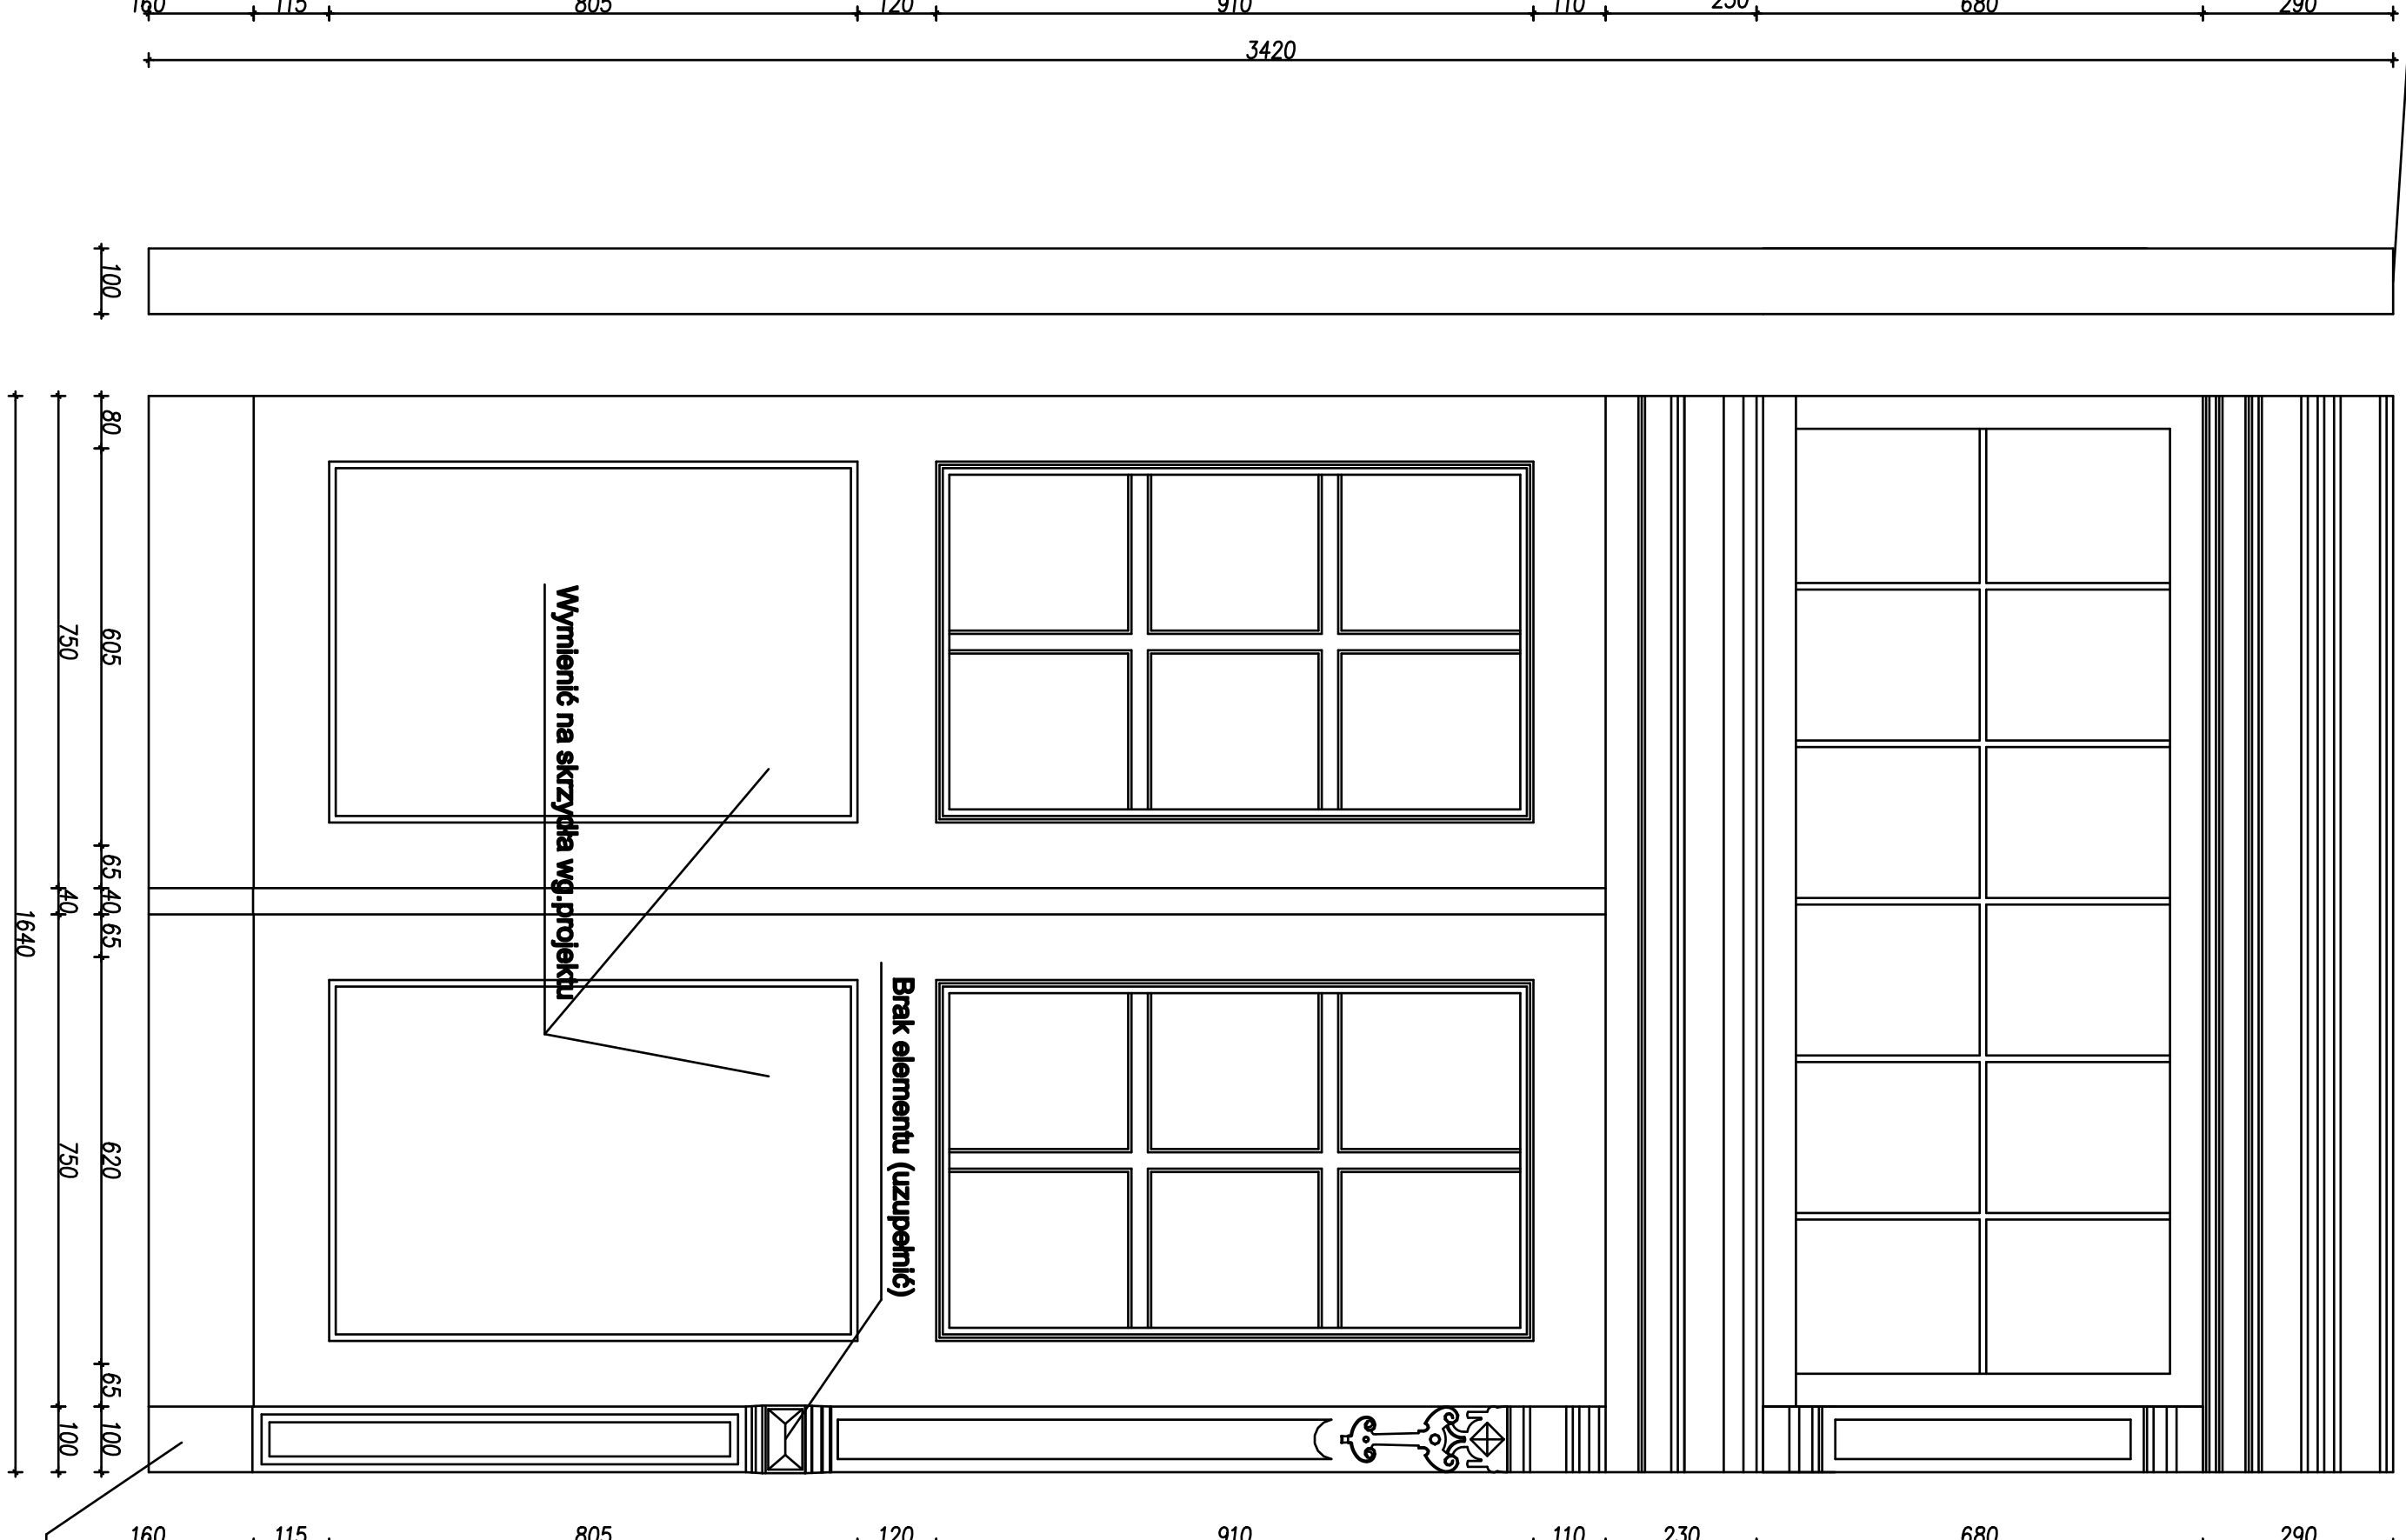 160 115 805 120 910 110 230 680 290
3420
100
80 605 65 40 65 620 65 100
750 40 750 100
1640
Wymienić na skrzydła wg.projektu
Brak elementu (uzupełnić)
160 115 805 120 910 110 230 680 290